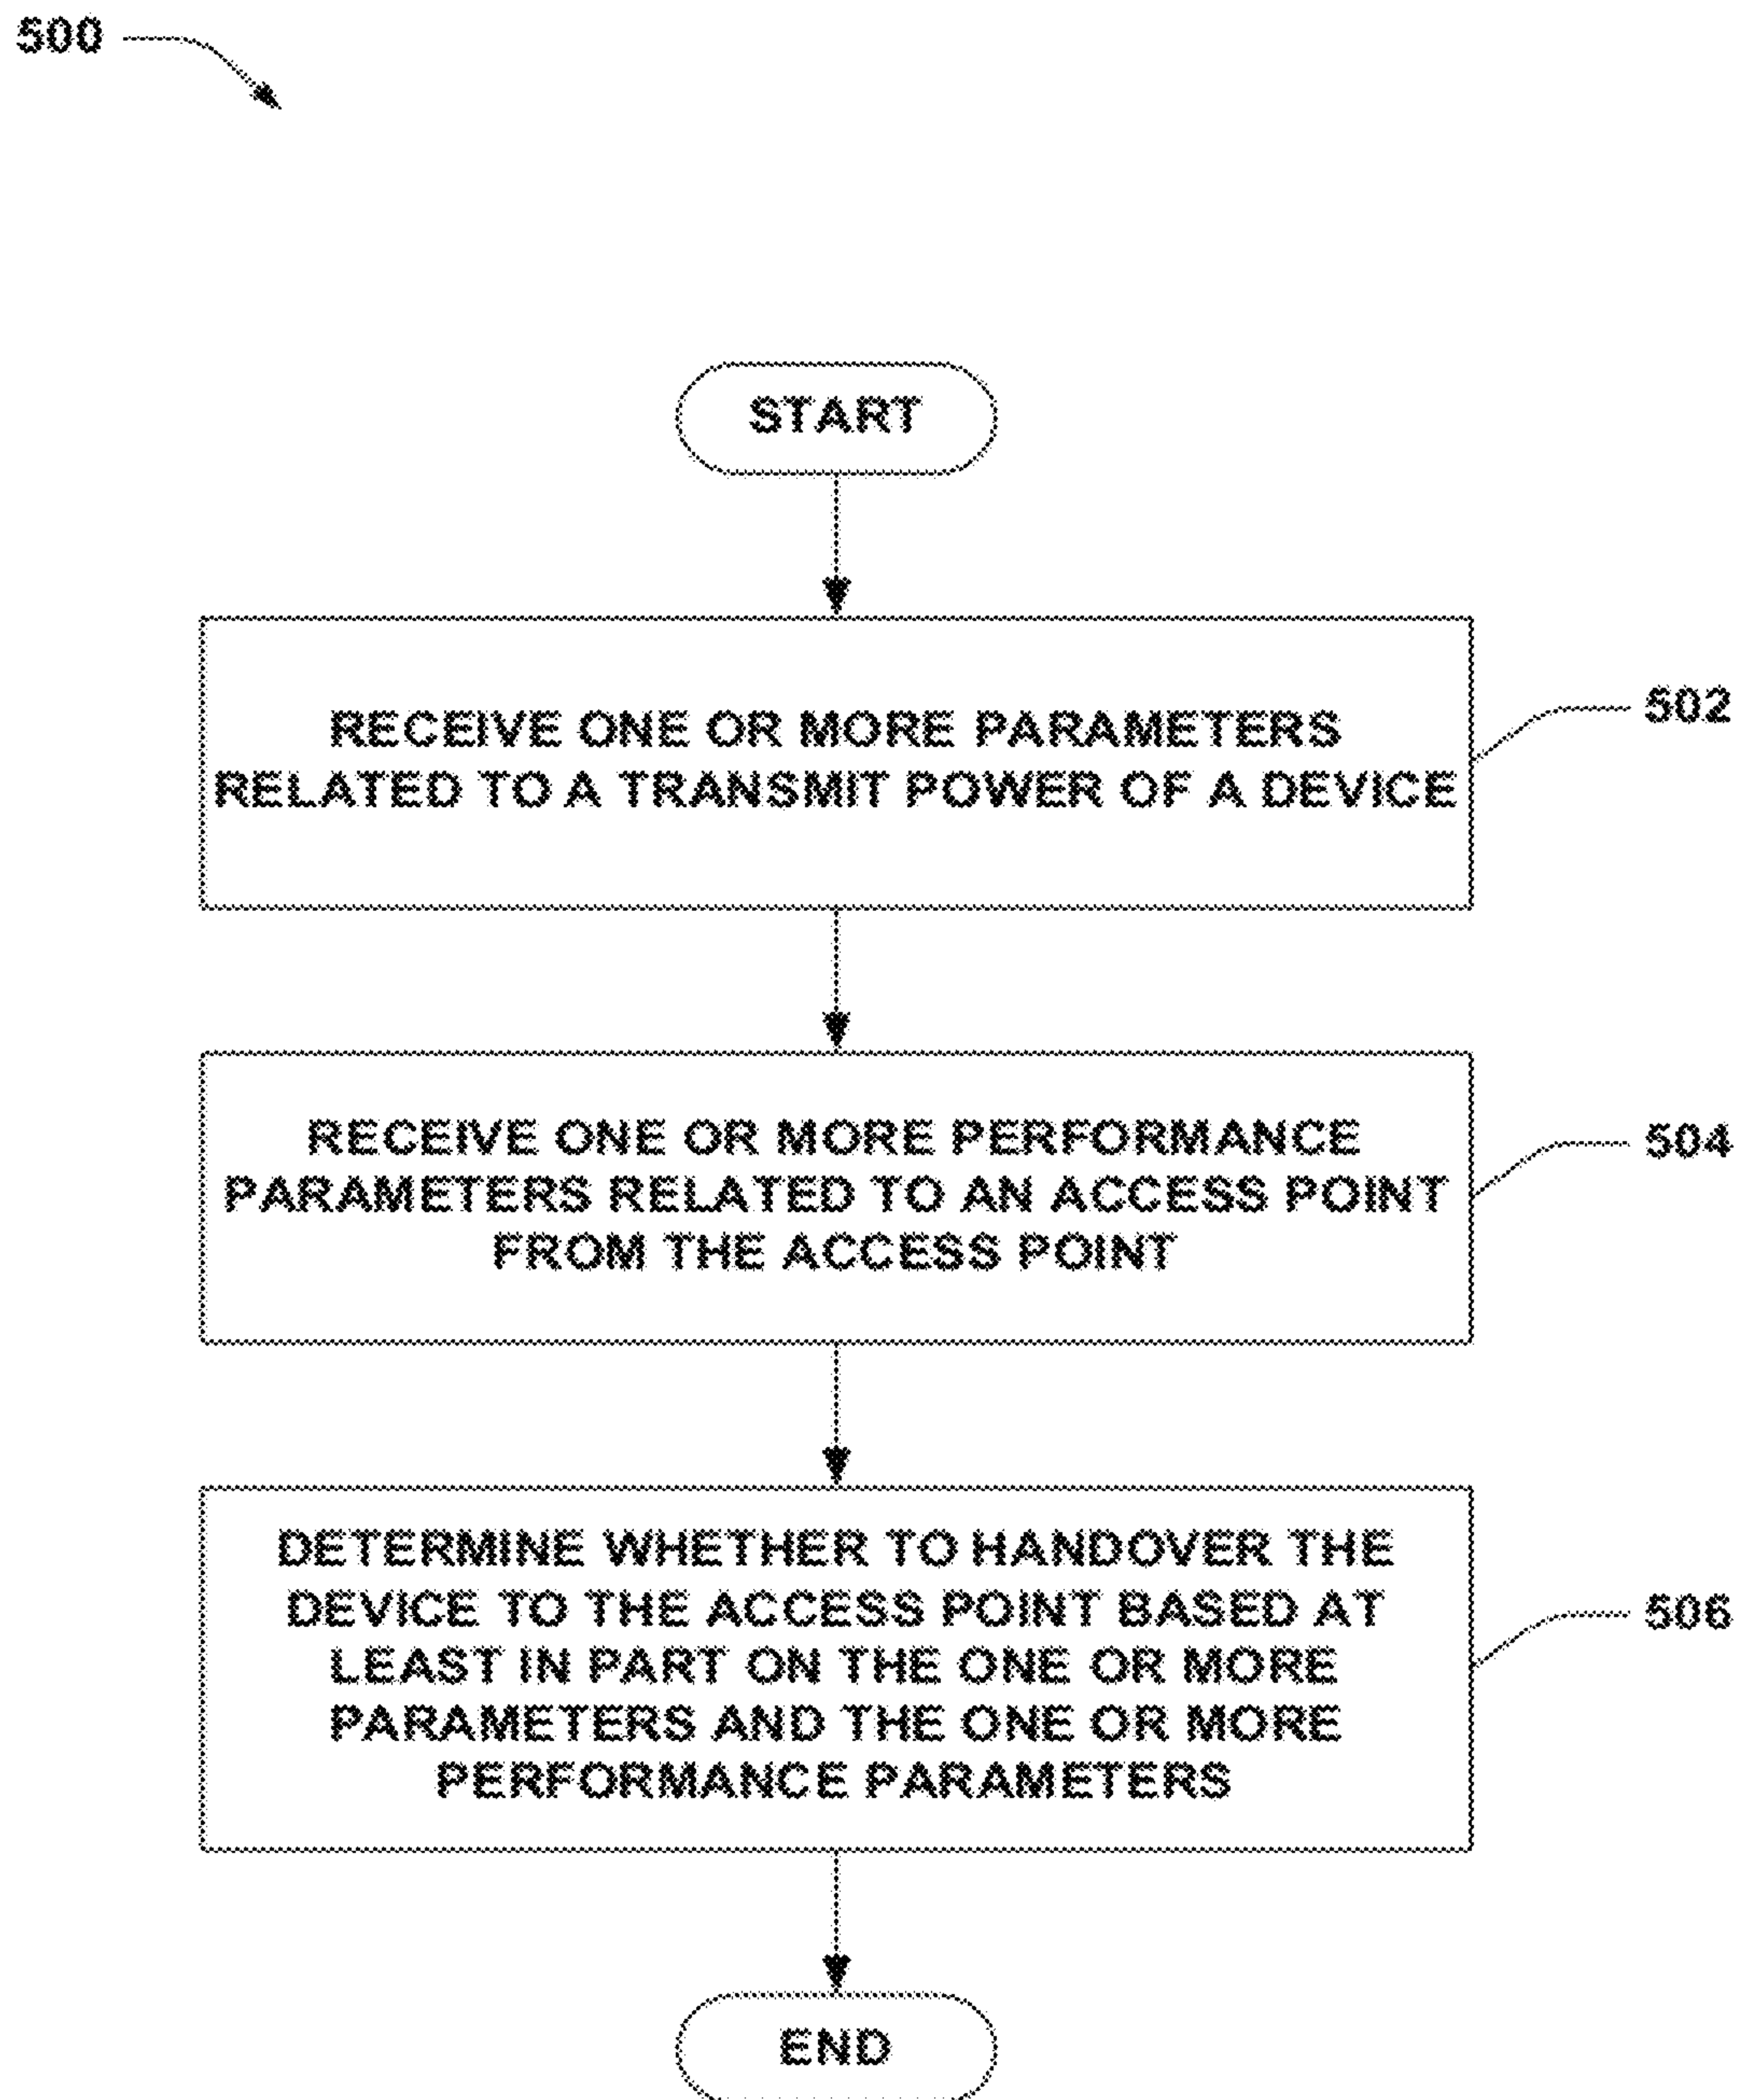 500
START
RECEIVE ONE OR MORE PARAMETERS
RELATED TO A TRANSMIT POWER OF A DEVICE
502
RECEIVE ONE OR MORE PERFORMANCE
PARAMETERS RELATED TO AN ACCESS POINT
FROM THE ACCESS POINT
504
DETERMINE WHETHER TO HANDOVER THE
DEVICE TO THE ACCESS POINT BASED AT
LEAST IN PART ON THE ONE OR MORE
PARAMETERS AND THE ONE OR MORE
PERFORMANCE PARAMETERS
506
END